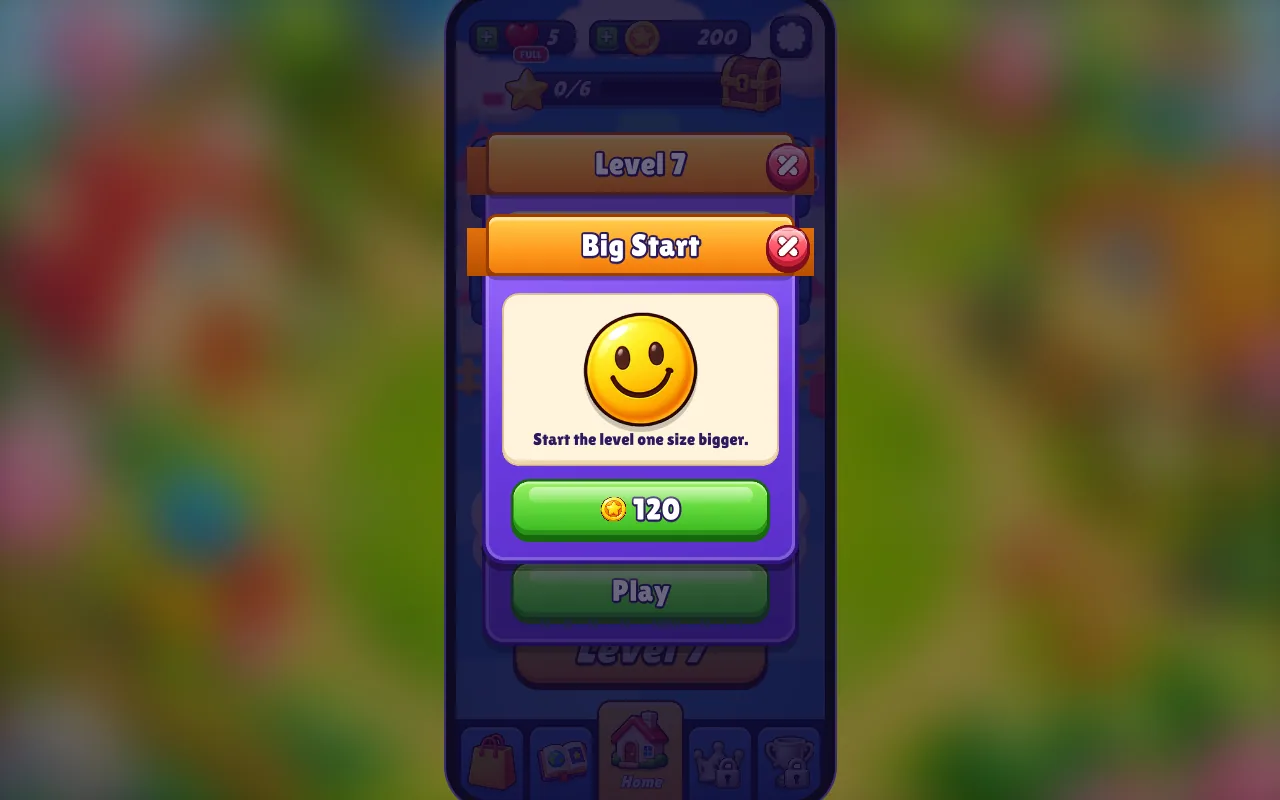 5
200
FULL
0/6
Level 7
Big Start
Start the level one size bigger.
120
Play
Level 7
Home